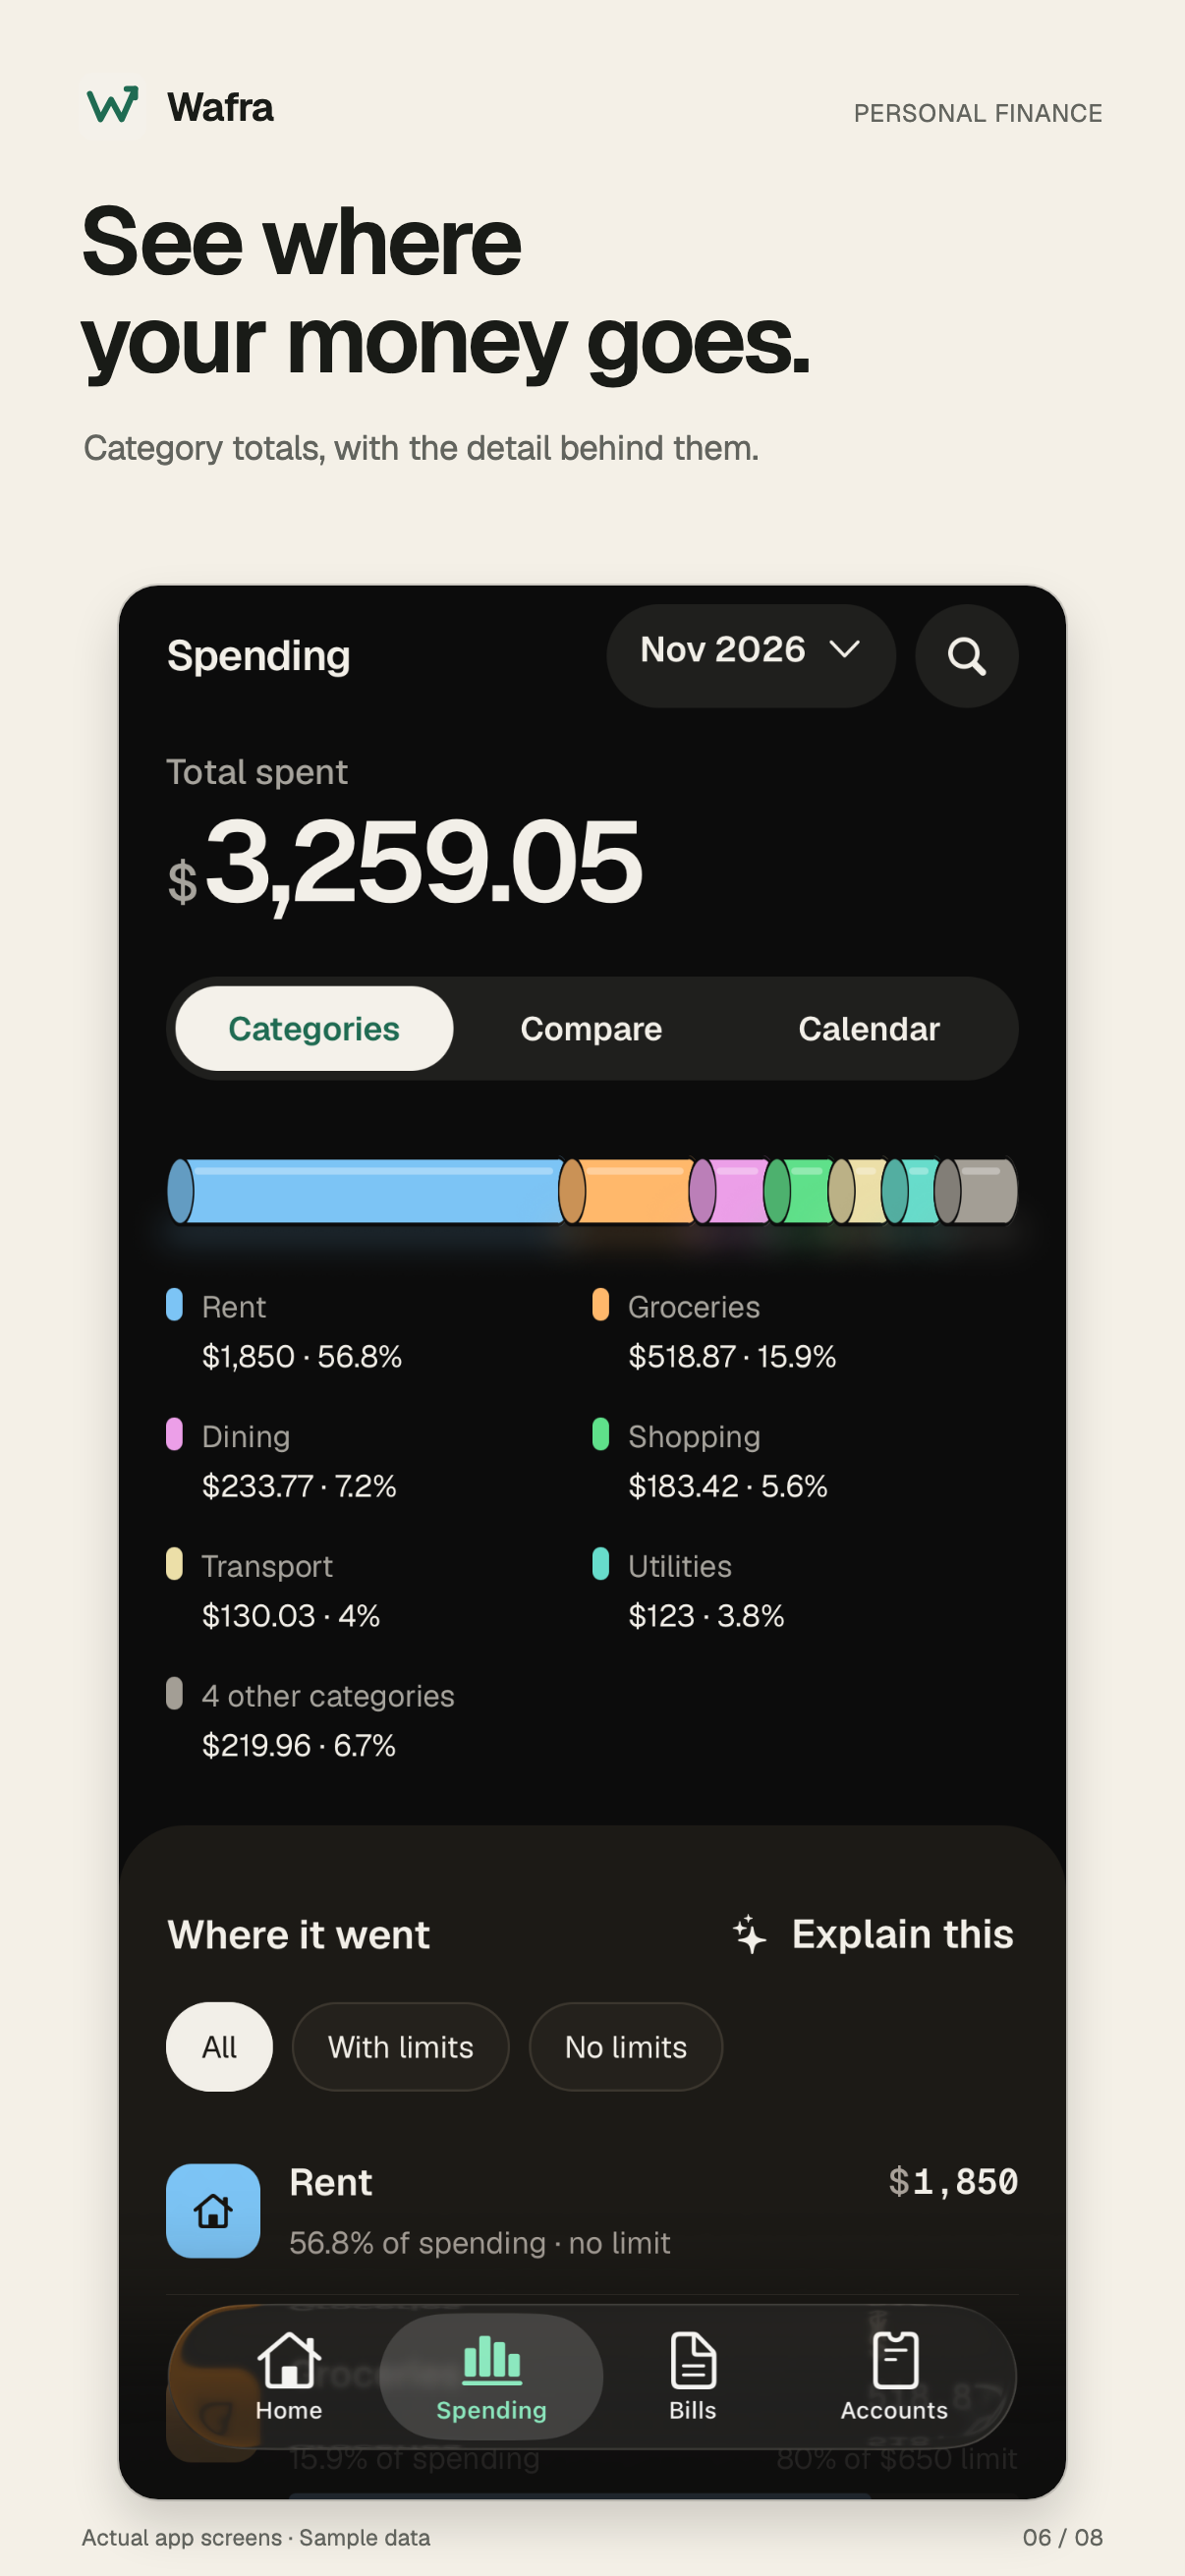 Wafra
PERSONAL FINANCE
See where
your money goes.
Category totals, with the detail behind them.
Spending
Nov 2026
Total spent
$3,259.05
Categories
Compare
Calendar
Rent
$1,850 · 56.8%
Groceries
$518.87 · 15.9%
Dining
$233.77 · 7.2%
Shopping
$183.42 · 5.6%
Transport
$130.03 · 4%
Utilities
$123 · 3.8%
4 other categories
$219.96 · 6.7%
Where it went
Explain this
All
With limits
No limits
Rent
$1,850
56.8% of spending · no limit
Groceries
Home
Spending
Bills
Accounts
15.9% of spending
80% of $650 limit
Actual app screens · Sample data
06 / 08